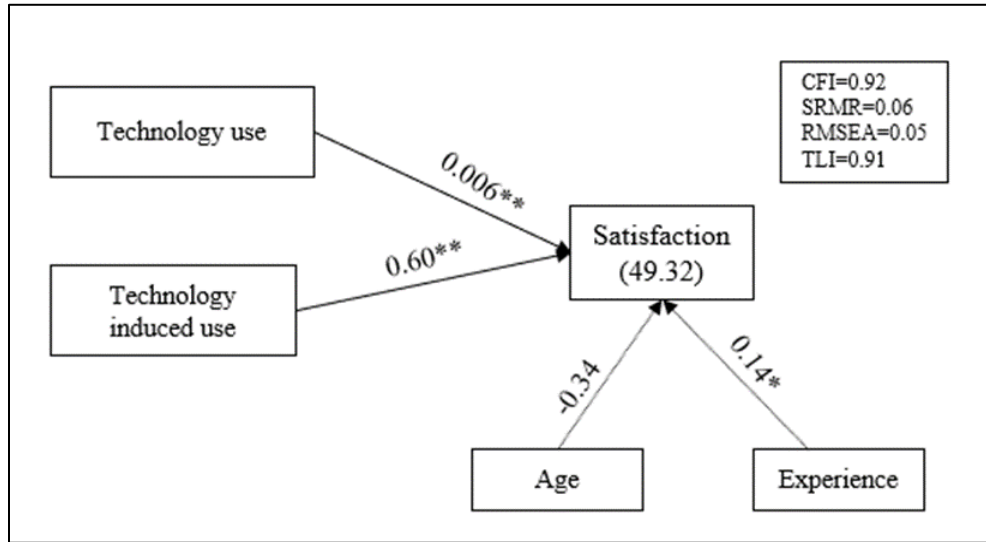 CFI=0.92
SRMR=0.06
RMSEA=0.05
TLI=0.91
Technology use
0.006**
Satisfaction
(49.32)
0.60**
Technology
induced use
-0.34
0.14*
Age
Experience